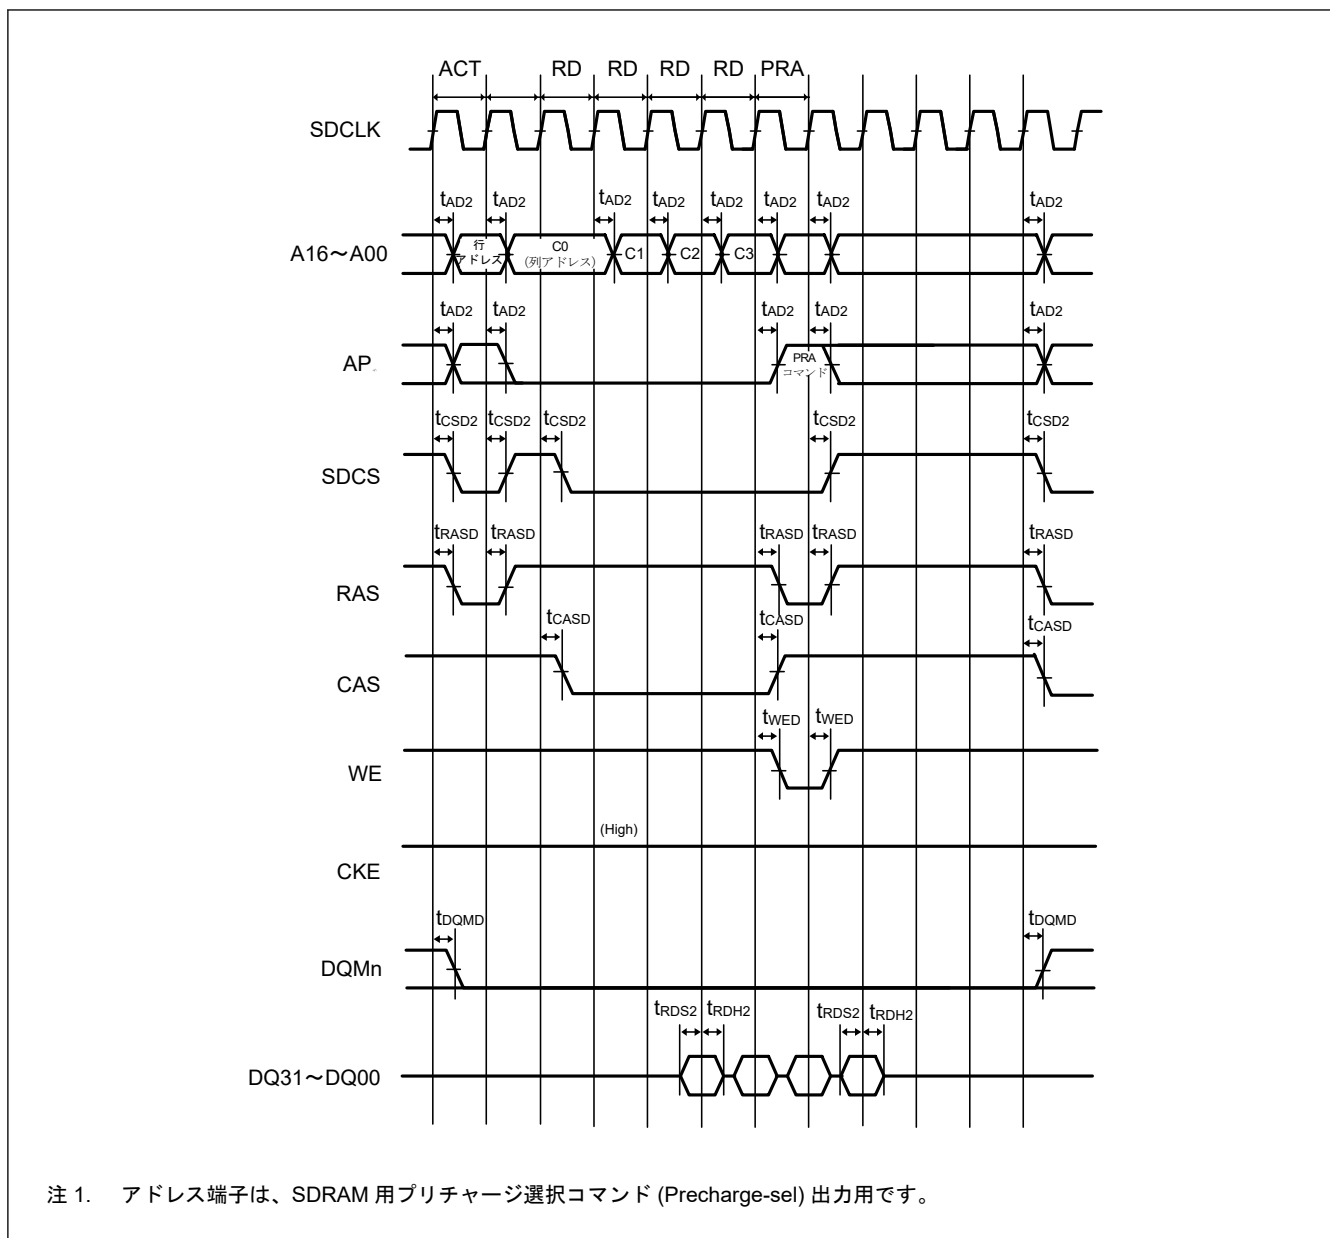 ACT RD RD RD RD PRA
SDCLK
tAD2 tAD2 tAD2 tAD2 tAD2 tAD2 tAD2 tAD2
A16～A00
行
アドレス
C0
(列アドレス)
C1 C2 C3
tAD2 tAD2 tAD2 tAD2 tAD2
AP
PRA
コマンド
tCSD2 tCSD2 tCSD2 tCSD2 tCSD2
SDCS
tRASD tRASD tRASD tRASD tRASD
RAS
tCASD tCASD tCASD
CAS
tWED tWED
WE
(High)
CKE
tDQMD tDQMD
DQMn
tRDS2 tRDH2 tRDS2 tRDH2
DQ31～DQ00
注 1. アドレス端子は、SDRAM 用プリチャージ選択コマンド (Precharge-sel) 出力用です。